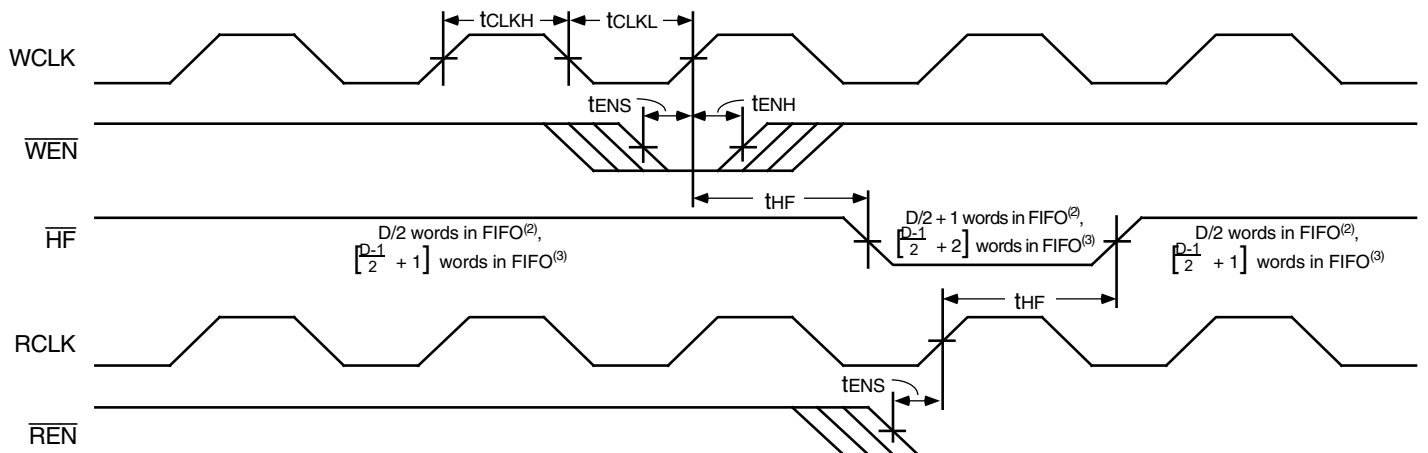 tCLKH tCLKL
WCLK
tENS tENH
WEN
tHF
HF
D/2 words in FIFO(2),
[D-1/2 + 1] words in FIFO(3)
D/2 + 1 words in FIFO(2),
[D-1/2 + 2] words in FIFO(3)
D/2 words in FIFO(2),
[D-1/2 + 1] words in FIFO(3)
tHF
RCLK
tENS
REN